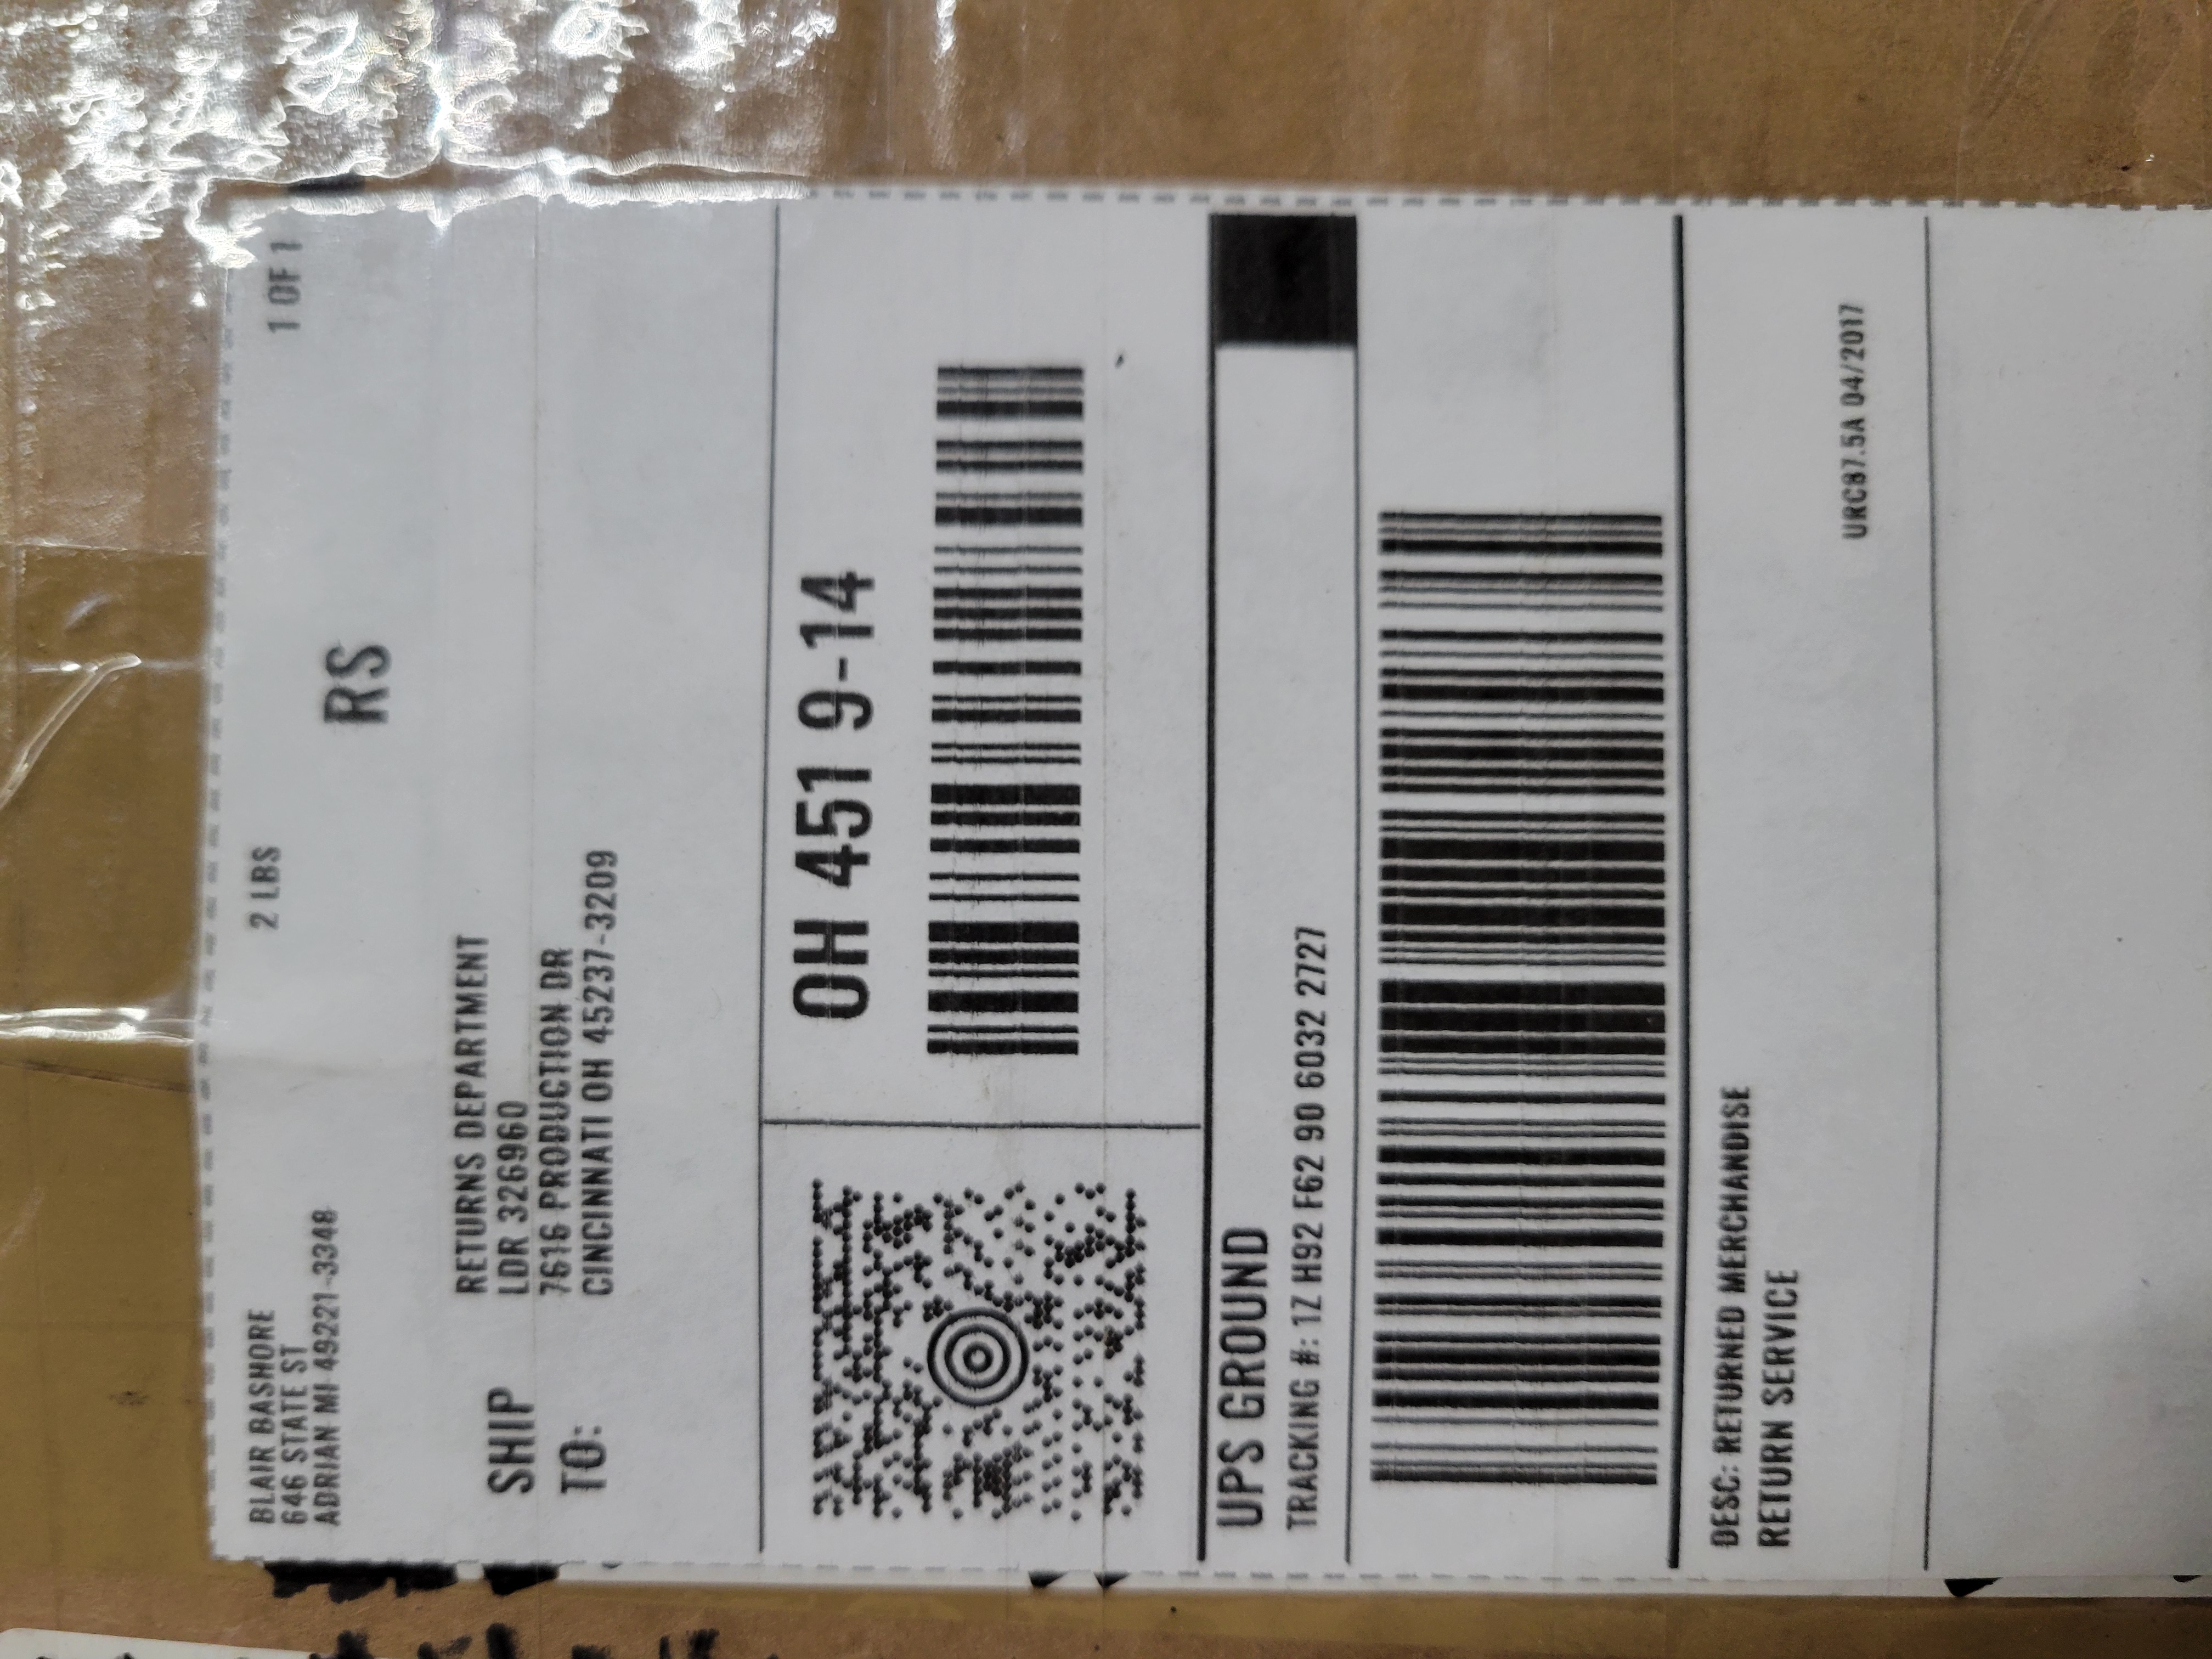 BLAIR BASHORE
646 STATE ST
ADRIAN MI 49221-3348
2 LBS
1 OF 1
RS
SHIP
TO:
RETURNS DEPARTMENT
LDR 326960
7616 PRODUCTION DR
CINCINNATI OH 45237-3209
OH 451 9-14
UPS GROUND
TRACKING #: 1Z H92 F62 90 6032 2727
DESC: RETURNED MERCHANDISE
RETURN SERVICE
URC87.5A 04/2017